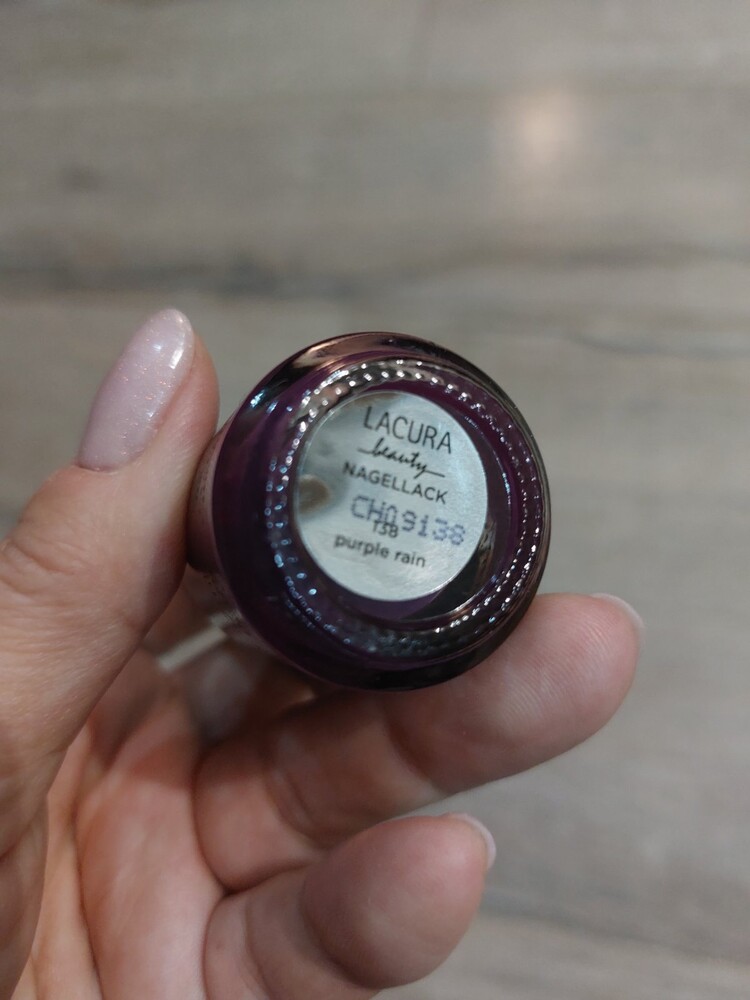 LACURA
beauty
NAGELLACK
CH09138
138
purple rain